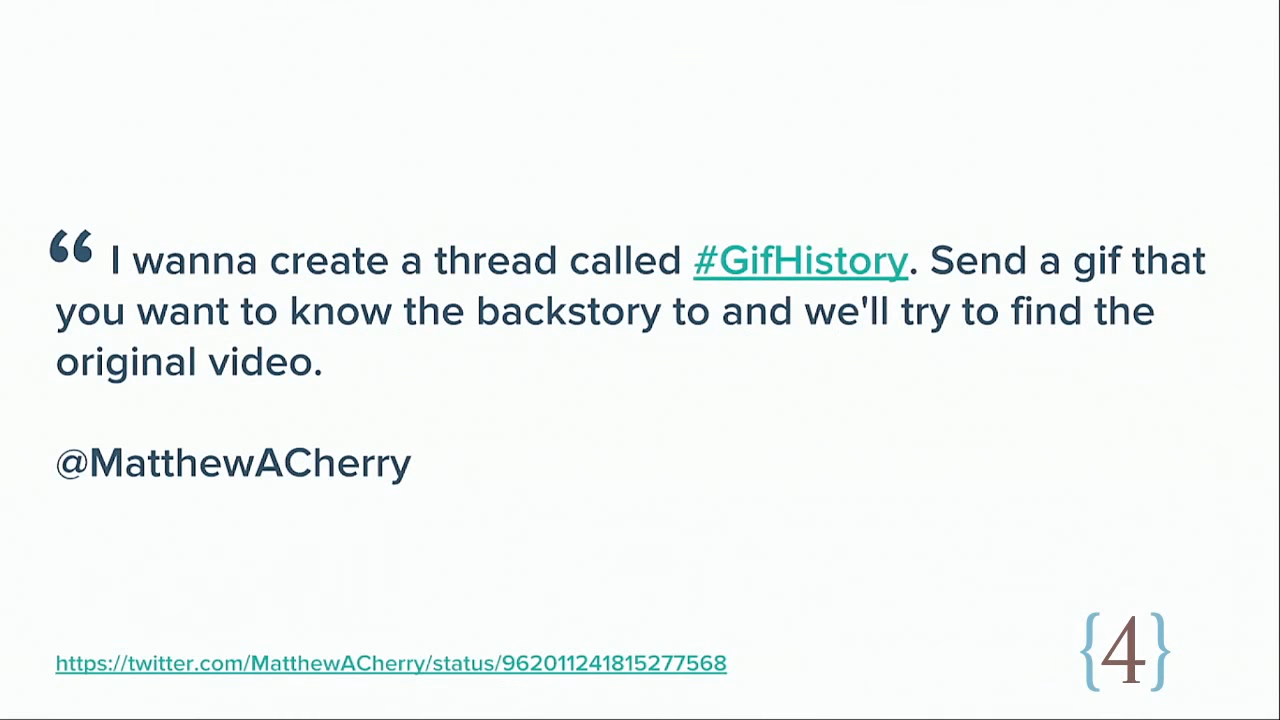 “ I wanna create a thread called #GifHistory. Send a gif that
you want to know the backstory to and we'll try to find the
original video.
@MatthewACherry
https://twitter.com/MatthewACherry/status/962011241815277568
{4}